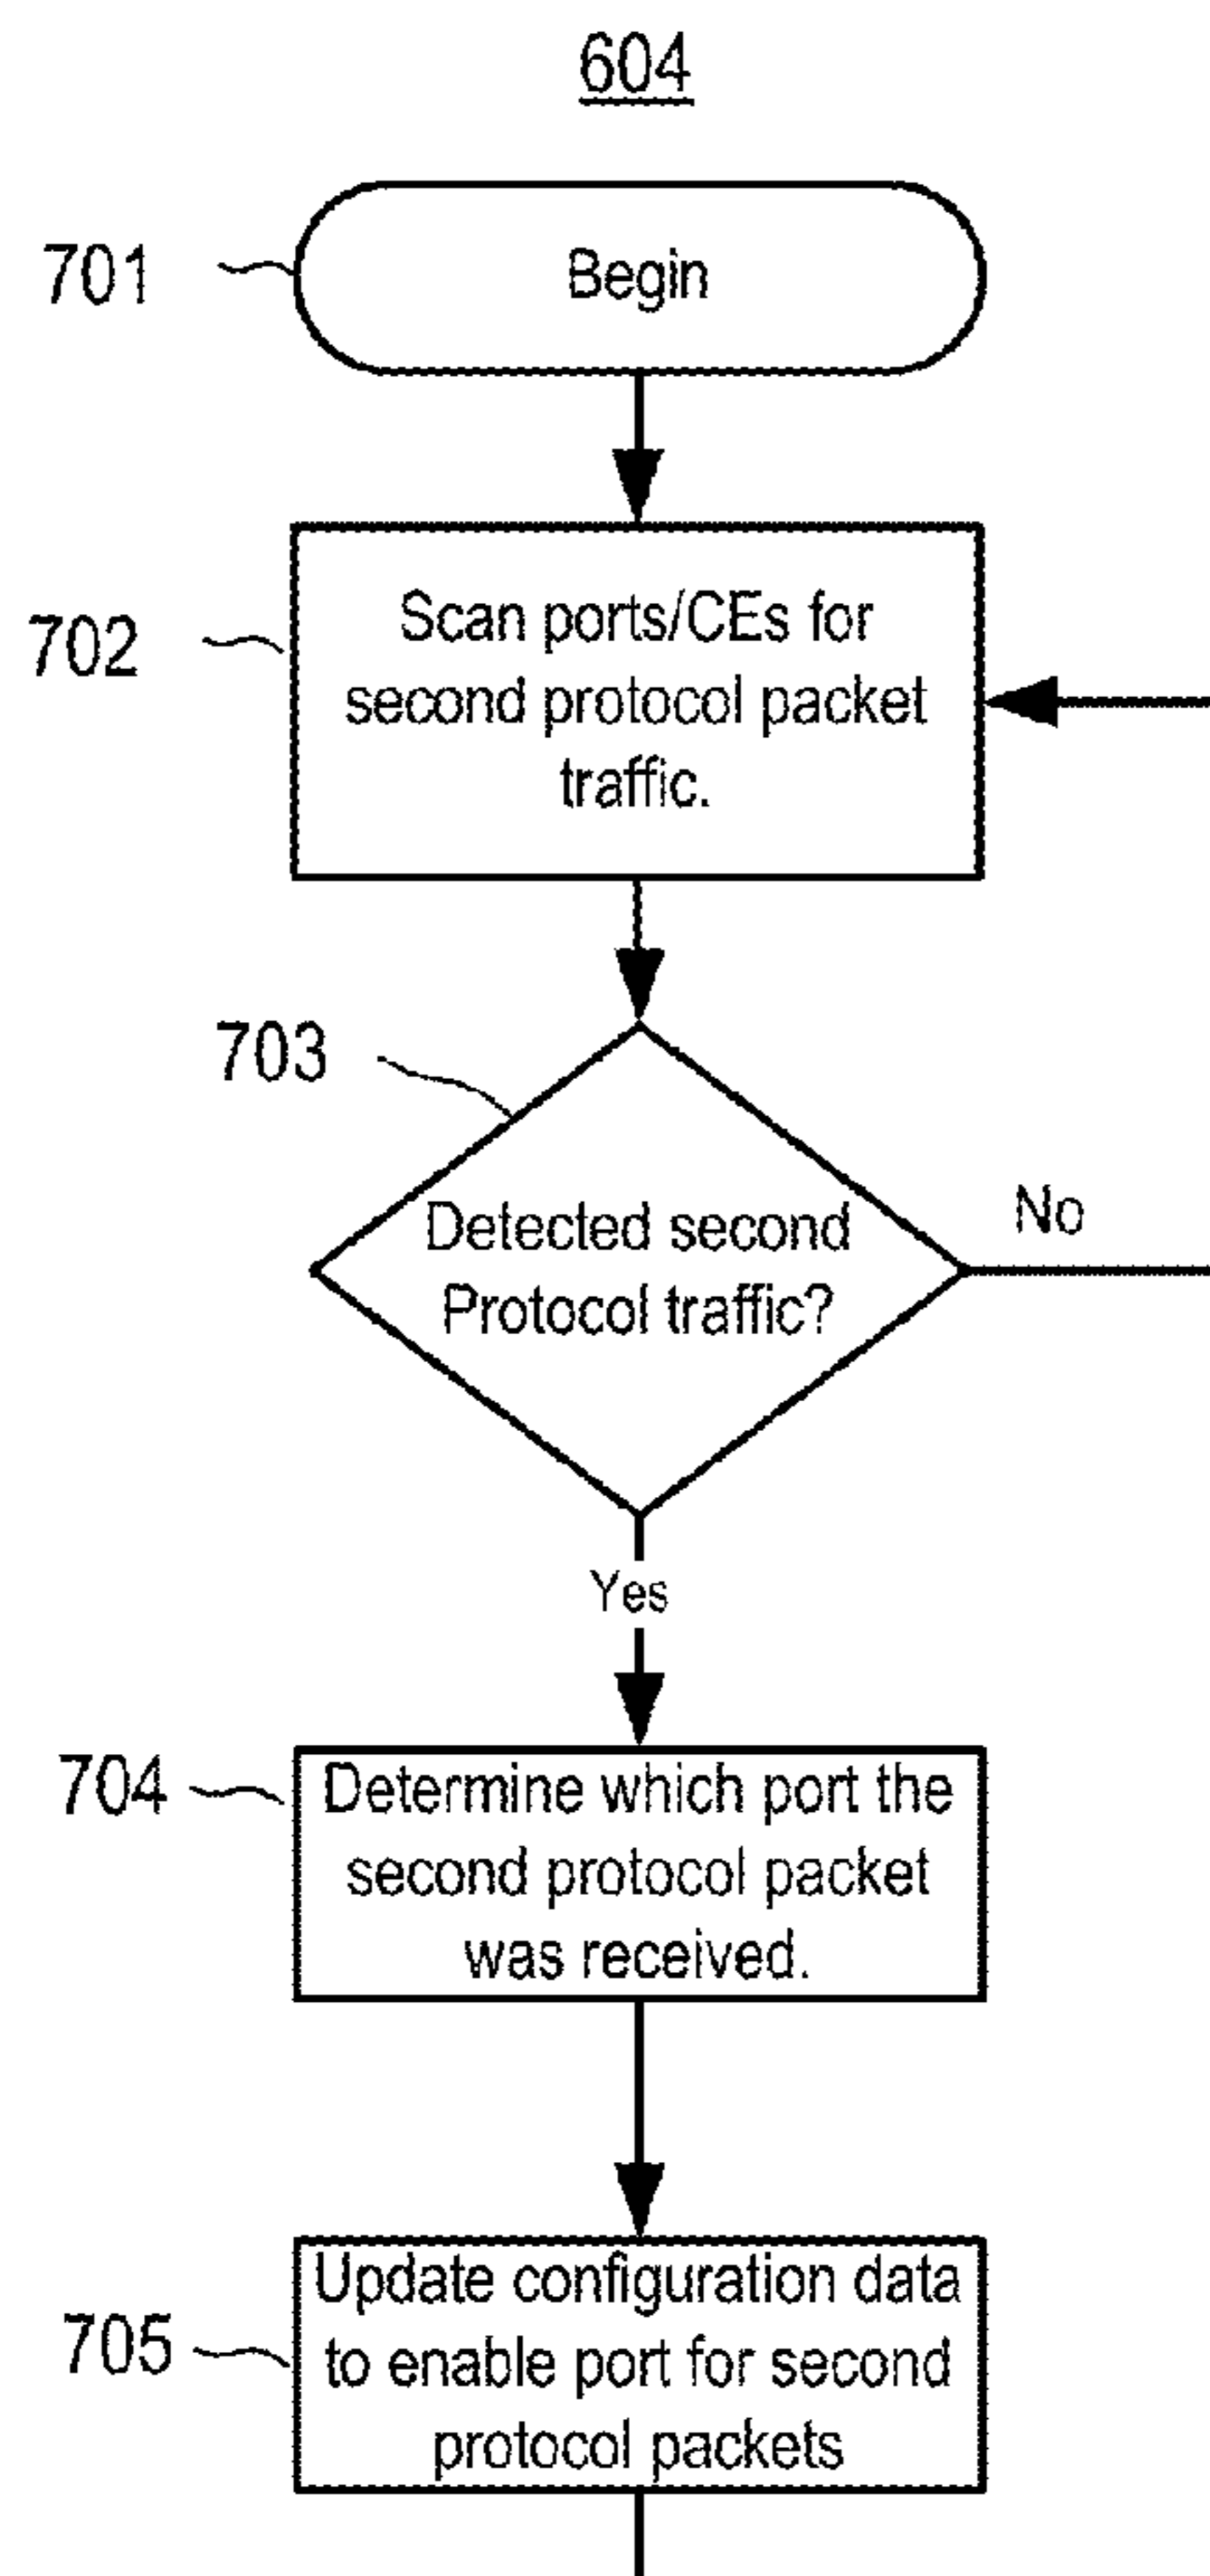 604
701
Begin
702
Scan ports/CEs for
second protocol packet
traffic.
703
Detected second
Protocol traffic?
No
Yes
704
Determine which port the
second protocol packet
was received.
705
Update configuration data
to enable port for second
protocol packets